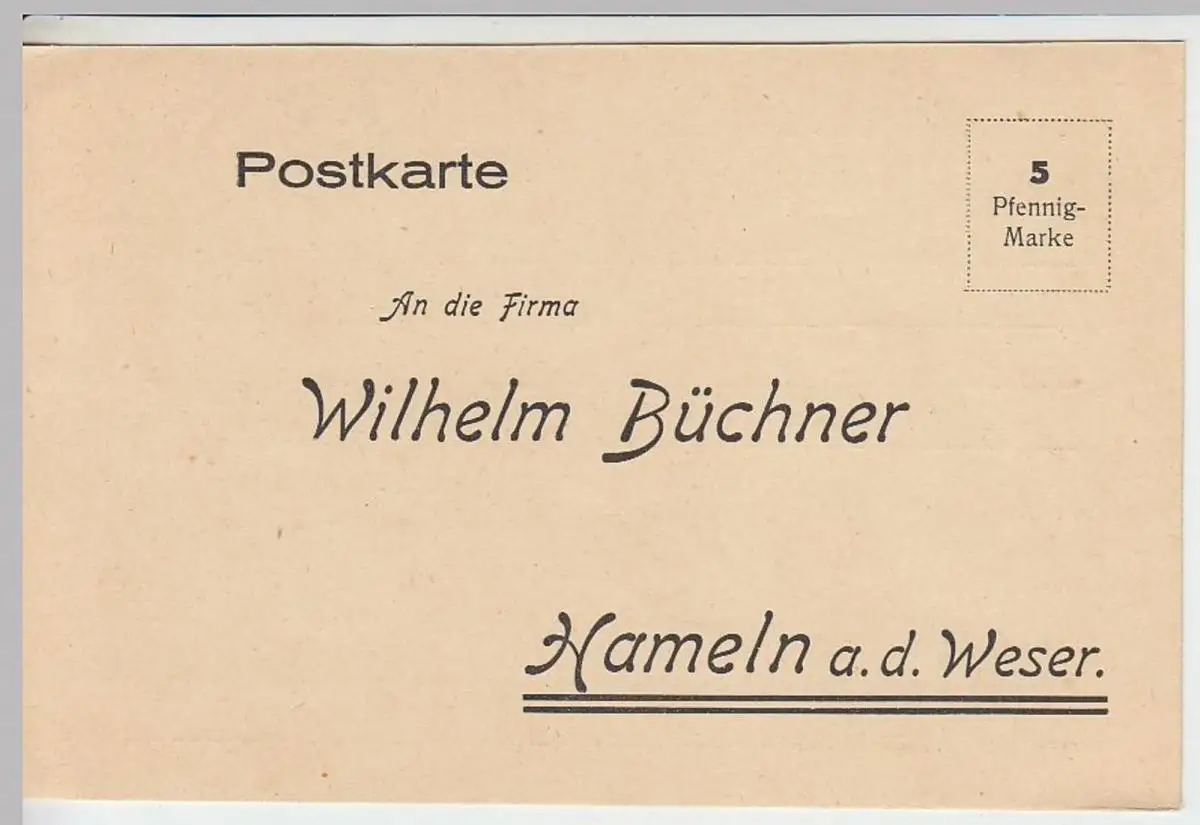 Postkarte
5
Pfennig-
Marke
An die Firma
Wilhelm Büchner
Hameln a. d. Weser.